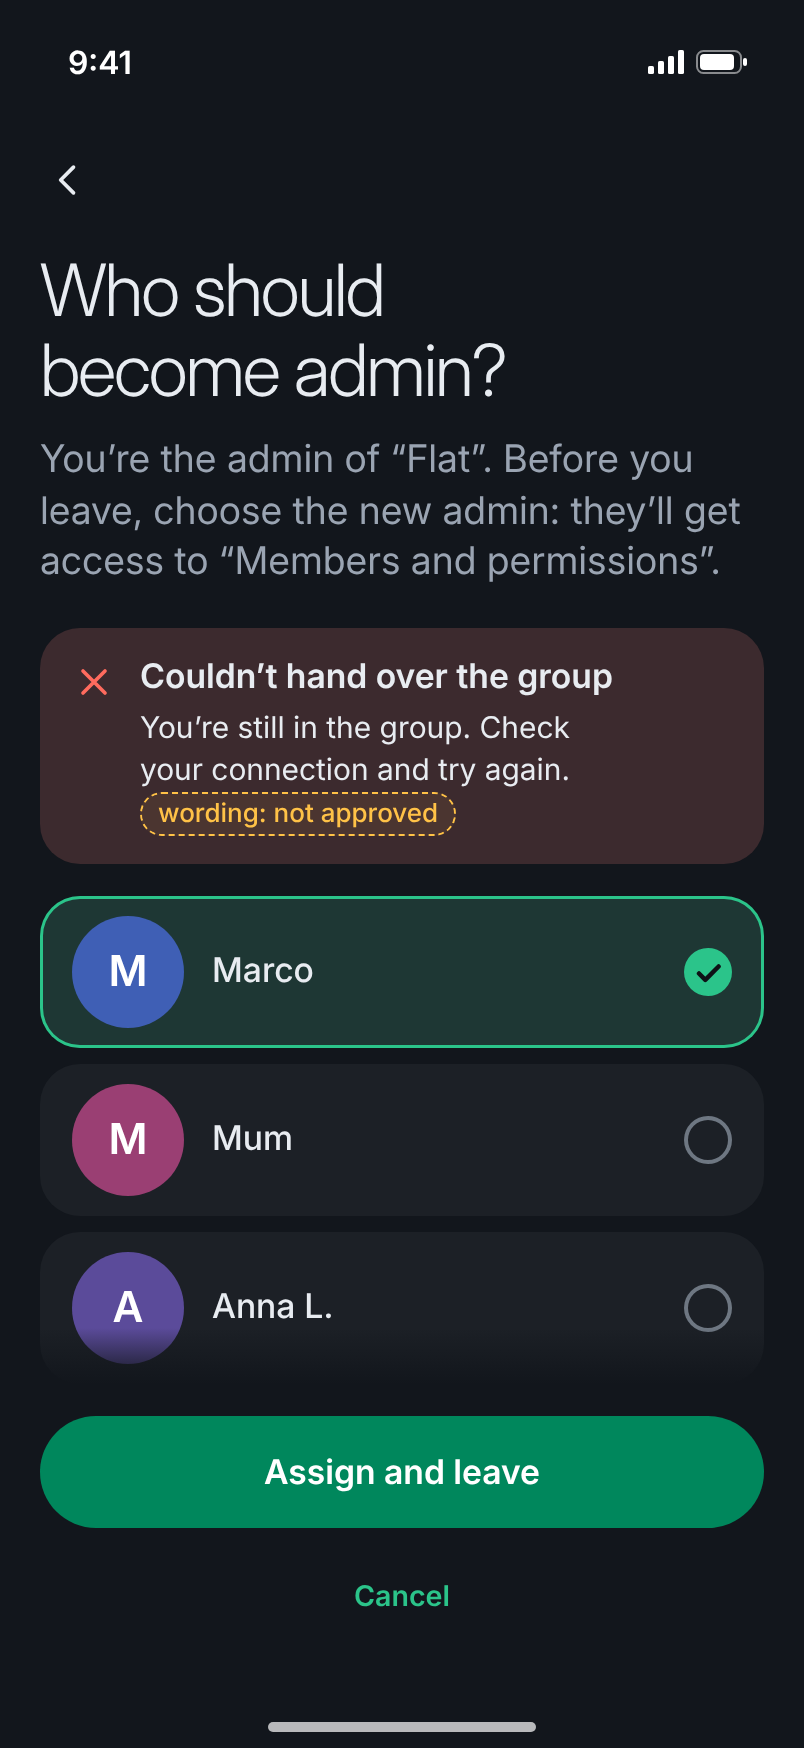 9:41
Who should
become admin?
You’re the admin of “Flat”. Before you
leave, choose the new admin: they’ll get
access to “Members and permissions”.
Couldn’t hand over the group
You’re still in the group. Check
your connection and try again.
wording: not approved
M Marco
M Mum
A Anna L.
Assign and leave
Cancel